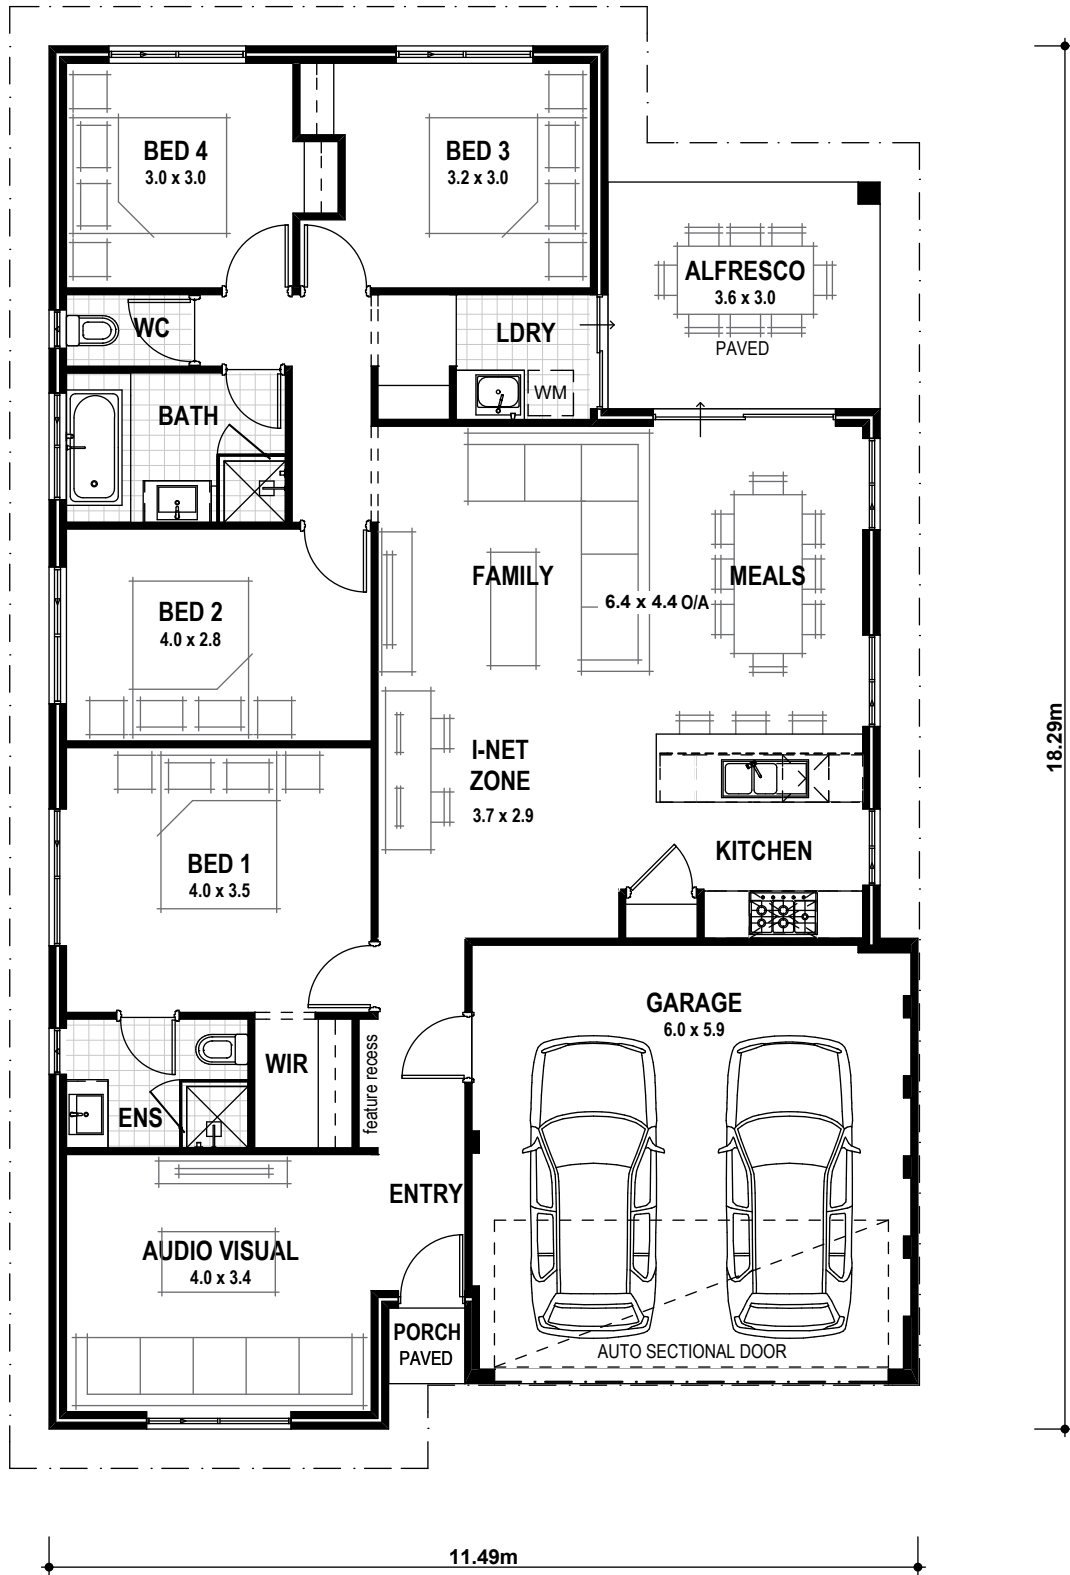 BED 4
3.0 x 3.0
BED 3
3.2 x 3.0
ALFRESCO
3.6 x 3.0
PAVED
WC
LDRY
WM
BATH
FAMILY
MEALS
6.4 x 4.4 O/A
BED 2
4.0 x 2.8
18.29m
I-NET
ZONE
3.7 x 2.9
KITCHEN
BED 1
4.0 x 3.5
GARAGE
6.0 x 5.9
WIR
feature recess
ENS
ENTRY
AUDIO VISUAL
4.0 x 3.4
PORCH
PAVED
AUTO SECTIONAL DOOR
11.49m